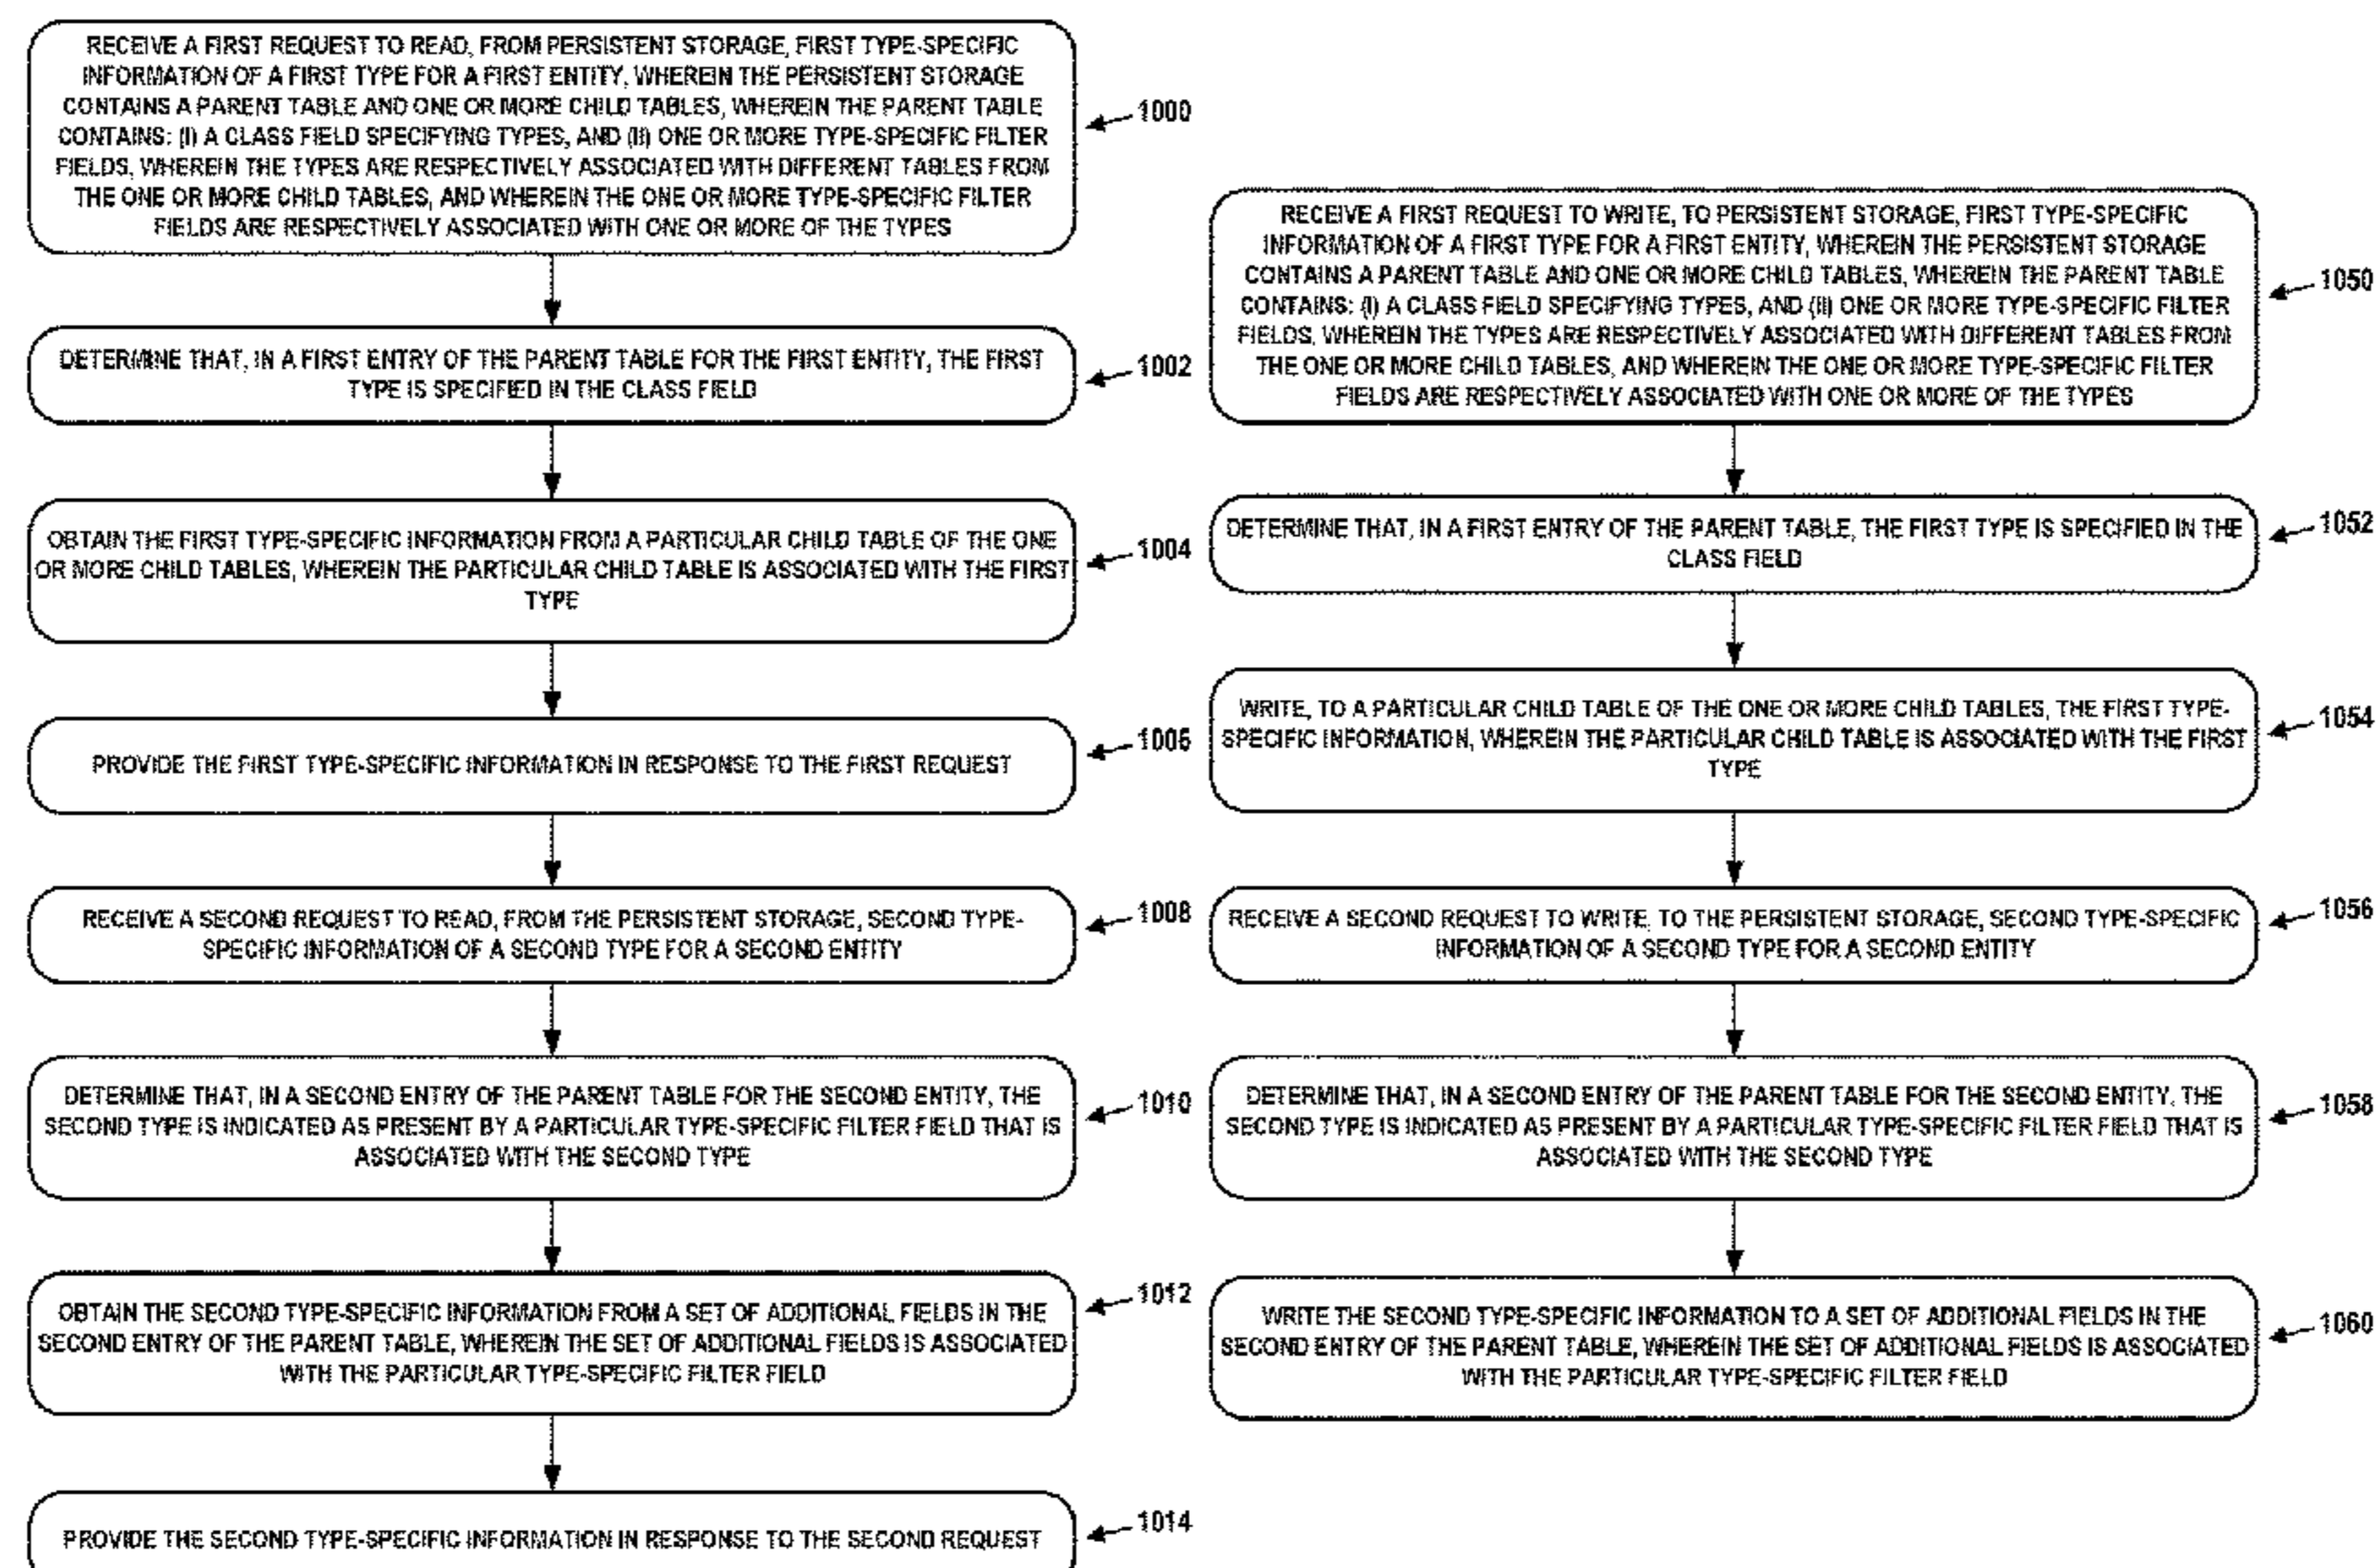 RECEIVE A FIRST REQUEST TO READ, FROM PERSISTENT STORAGE, FIRST TYPE-SPECIFIC
INFORMATION OF A FIRST TYPE FOR A FIRST ENTITY, WHEREIN THE PERSISTENT STORAGE
CONTAINS A PARENT TABLE AND ONE OR MORE CHILD TABLES, WHEREIN THE PARENT TABLE
CONTAINS: (I) A CLASS FIELD SPECIFYING TYPES, AND (II) ONE OR MORE TYPE-SPECIFIC FILTER
FIELDS, WHEREIN THE TYPES ARE RESPECTIVELY ASSOCIATED WITH DIFFERENT TABLES FROM
THE ONE OR MORE CHILD TABLES, AND WHEREIN THE ONE OR MORE TYPE-SPECIFIC FILTER
FIELDS ARE RESPECTIVELY ASSOCIATED WITH ONE OR MORE OF THE TYPES
1000
DETERMINE THAT, IN A FIRST ENTRY OF THE PARENT TABLE FOR THE FIRST ENTITY, THE FIRST
TYPE IS SPECIFIED IN THE CLASS FIELD
1002
OBTAIN THE FIRST TYPE-SPECIFIC INFORMATION FROM A PARTICULAR CHILD TABLE OF THE ONE
OR MORE CHILD TABLES, WHEREIN THE PARTICULAR CHILD TABLE IS ASSOCIATED WITH THE FIRST
TYPE
1004
PROVIDE THE FIRST TYPE-SPECIFIC INFORMATION IN RESPONSE TO THE FIRST REQUEST
1006
RECEIVE A SECOND REQUEST TO READ, FROM THE PERSISTENT STORAGE, SECOND TYPE-
SPECIFIC INFORMATION OF A SECOND TYPE FOR A SECOND ENTITY
1008
DETERMINE THAT, IN A SECOND ENTRY OF THE PARENT TABLE FOR THE SECOND ENTITY, THE
SECOND TYPE IS INDICATED AS PRESENT BY A PARTICULAR TYPE-SPECIFIC FILTER FIELD THAT IS
ASSOCIATED WITH THE SECOND TYPE
1010
OBTAIN THE SECOND TYPE-SPECIFIC INFORMATION FROM A SET OF ADDITIONAL FIELDS IN THE
SECOND ENTRY OF THE PARENT TABLE, WHEREIN THE SET OF ADDITIONAL FIELDS IS ASSOCIATED
WITH THE PARTICULAR TYPE-SPECIFIC FILTER FIELD
1012
PROVIDE THE SECOND TYPE-SPECIFIC INFORMATION IN RESPONSE TO THE SECOND REQUEST
1014
RECEIVE A FIRST REQUEST TO WRITE, TO PERSISTENT STORAGE, FIRST TYPE-SPECIFIC
INFORMATION OF A FIRST TYPE FOR A FIRST ENTITY, WHEREIN THE PERSISTENT STORAGE
CONTAINS A PARENT TABLE AND ONE OR MORE CHILD TABLES, WHEREIN THE PARENT TABLE
CONTAINS: (I) A CLASS FIELD SPECIFYING TYPES, AND (II) ONE OR MORE TYPE-SPECIFIC FILTER
FIELDS, WHEREIN THE TYPES ARE RESPECTIVELY ASSOCIATED WITH DIFFERENT TABLES FROM
THE ONE OR MORE CHILD TABLES, AND WHEREIN THE ONE OR MORE TYPE-SPECIFIC FILTER
FIELDS ARE RESPECTIVELY ASSOCIATED WITH ONE OR MORE OF THE TYPES
1050
DETERMINE THAT, IN A FIRST ENTRY OF THE PARENT TABLE, THE FIRST TYPE IS SPECIFIED IN THE
CLASS FIELD
1052
WRITE, TO A PARTICULAR CHILD TABLE OF THE ONE OR MORE CHILD TABLES, THE FIRST TYPE-
SPECIFIC INFORMATION, WHEREIN THE PARTICULAR CHILD TABLE IS ASSOCIATED WITH THE FIRST
TYPE
1054
RECEIVE A SECOND REQUEST TO WRITE, TO THE PERSISTENT STORAGE, SECOND TYPE-SPECIFIC
INFORMATION OF A SECOND TYPE FOR A SECOND ENTITY
1056
DETERMINE THAT, IN A SECOND ENTRY OF THE PARENT TABLE FOR THE SECOND ENTITY, THE
SECOND TYPE IS INDICATED AS PRESENT BY A PARTICULAR TYPE-SPECIFIC FILTER FIELD THAT IS
ASSOCIATED WITH THE SECOND TYPE
1058
WRITE THE SECOND TYPE-SPECIFIC INFORMATION TO A SET OF ADDITIONAL FIELDS IN THE
SECOND ENTRY OF THE PARENT TABLE, WHEREIN THE SET OF ADDITIONAL FIELDS IS ASSOCIATED
WITH THE PARTICULAR TYPE-SPECIFIC FILTER FIELD
1060